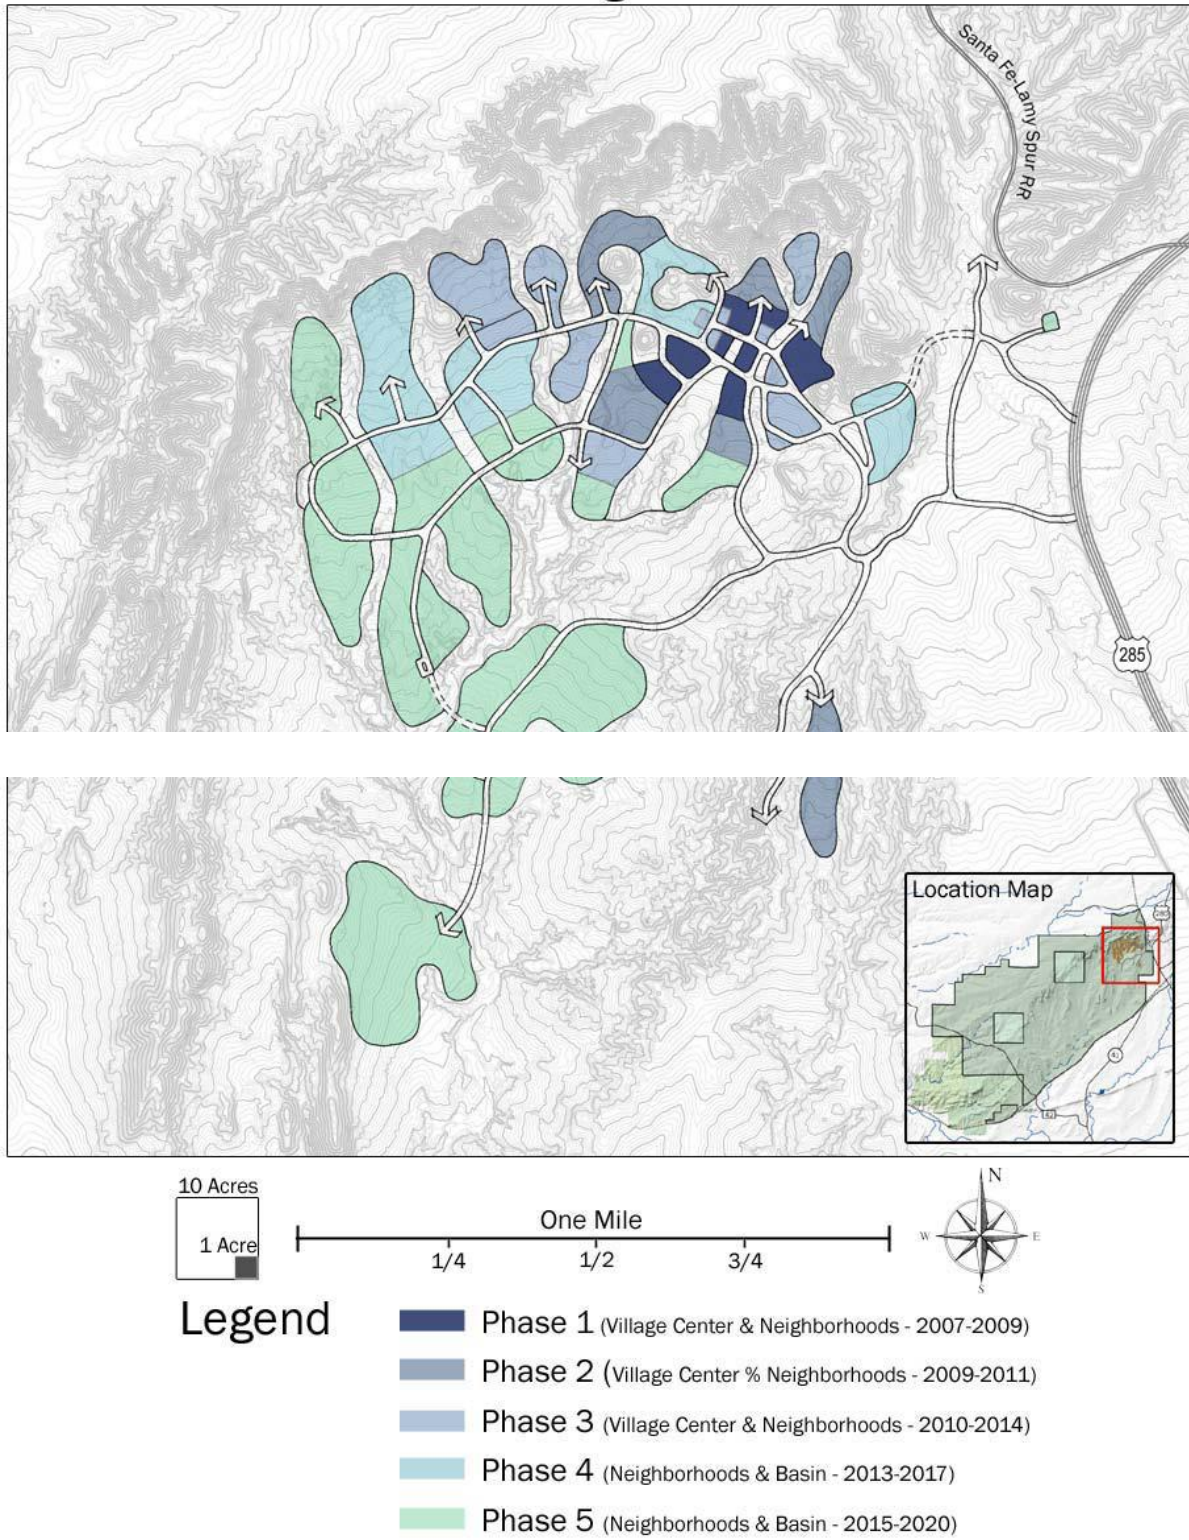 Santa Fe-Lamy Spur RR
285
Location Map
285
41
42
10 Acres
1 Acre
One Mile
1/4 1/2 3/4
N
W E
S
Legend
Phase 1 (Village Center & Neighborhoods - 2007-2009)
Phase 2 (Village Center % Neighborhoods - 2009-2011)
Phase 3 (Village Center & Neighborhoods - 2010-2014)
Phase 4 (Neighborhoods & Basin - 2013-2017)
Phase 5 (Neighborhoods & Basin - 2015-2020)